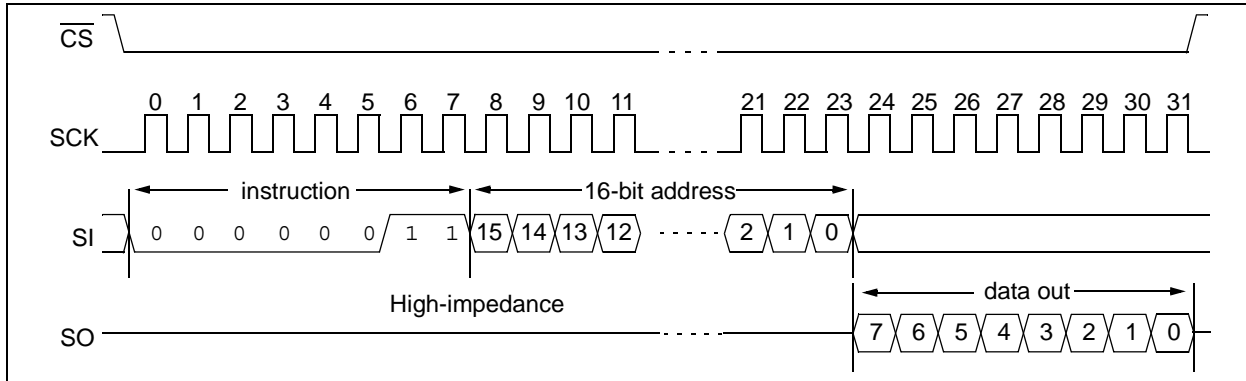 CS
0 1 2 3 4 5 6 7 8 9 10 11 21 22 23 24 25 26 27 28 29 30 31
SCK
instruction 16-bit address
SI 0 0 0 0 0 0 1 1 15 14 13 12 2 1 0
High-impedance data out
SO 7 6 5 4 3 2 1 0